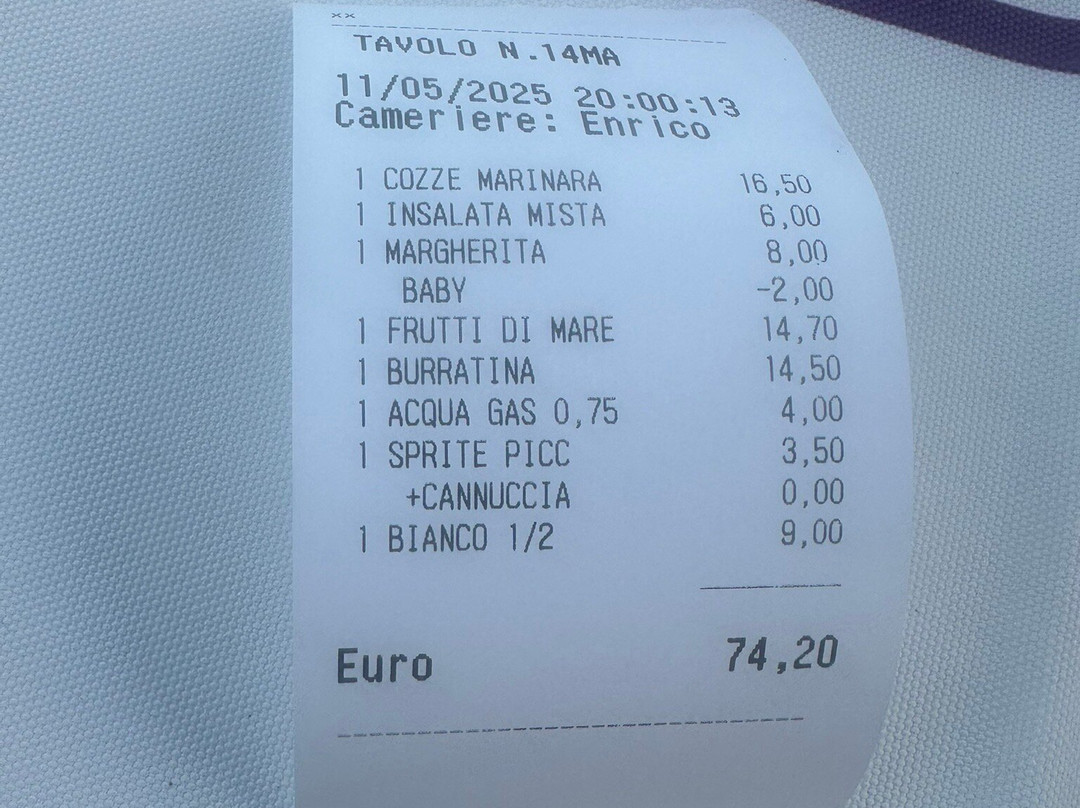 xx
TAVOLO N.14MA
11/05/2025 20:00:13
Cameriere: Enrico
1 COZZE MARINARA 16,50
1 INSALATA MISTA 6,00
1 MARGHERITA 8,00
BABY -2,00
1 FRUTTI DI MARE 14,70
1 BURRATINA 14,50
1 ACQUA GAS 0,75 4,00
1 SPRITE PICC 3,50
+CANNUCCIA 0,00
1 BIANCO 1/2 9,00
Euro 74,20